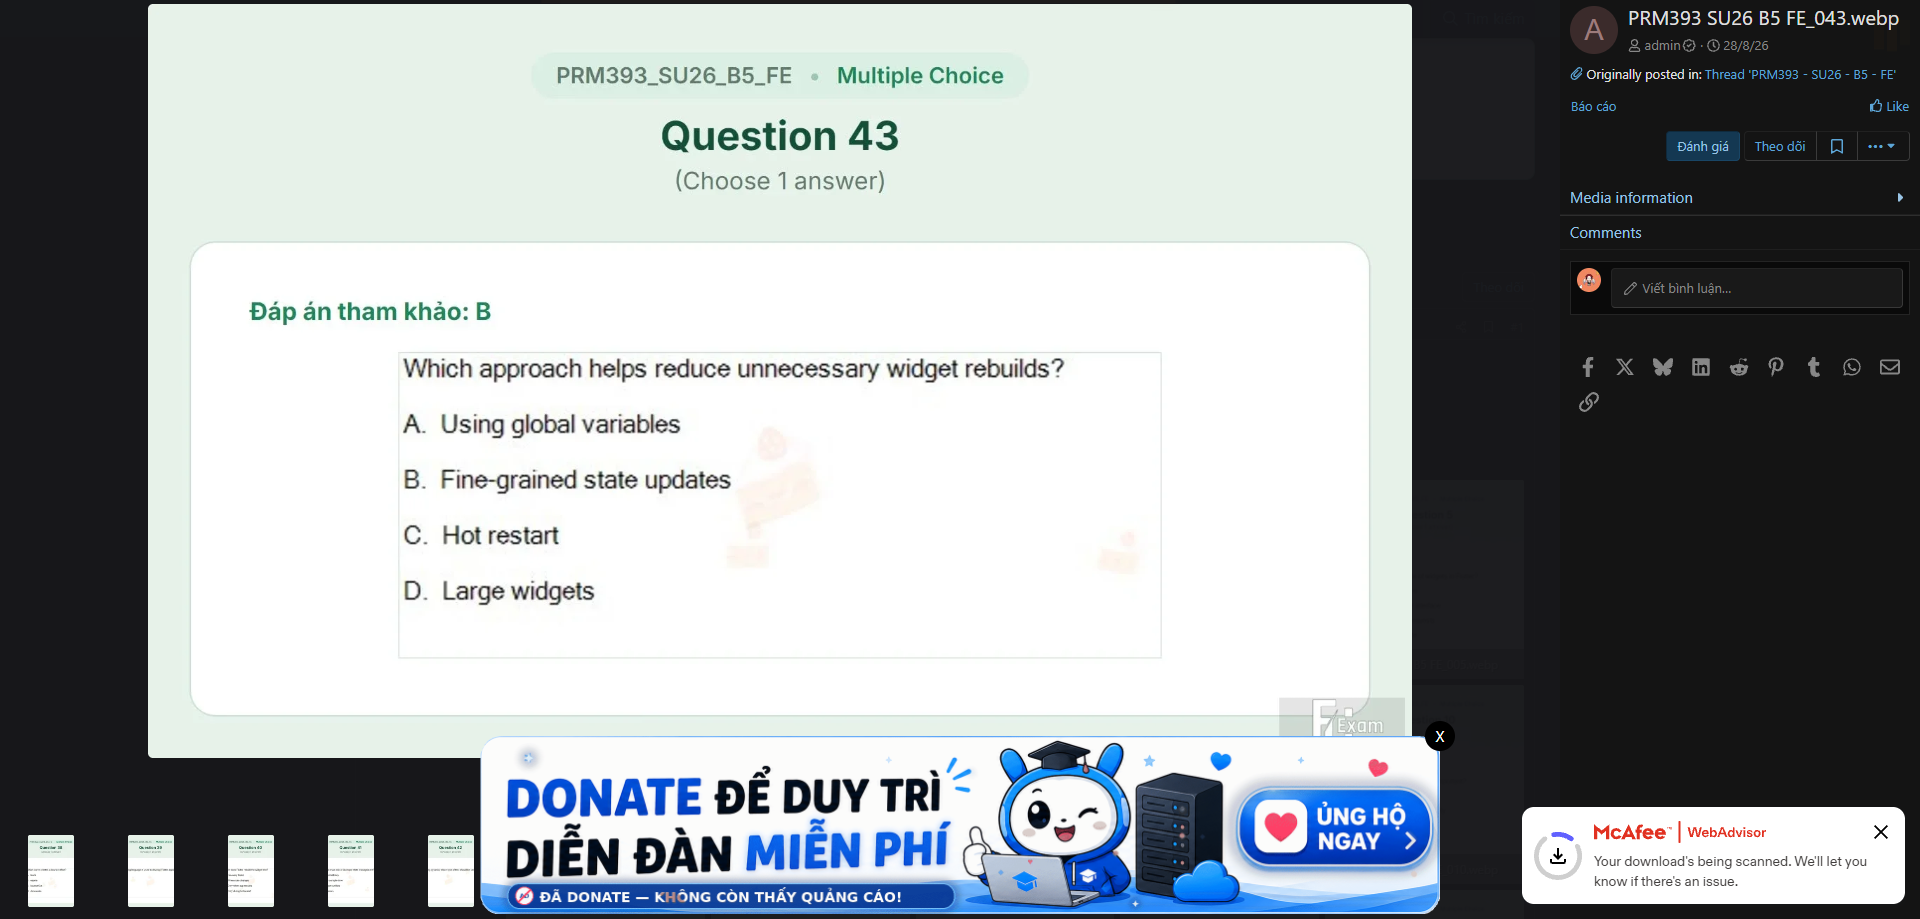 PRM393_SU26_B5_FE • Multiple Choice
Question 43
(Choose 1 answer)
Đáp án tham khảo: B
Which approach helps reduce unnecessary widget rebuilds?
A. Using global variables
B. Fine-grained state updates
C. Hot restart
D. Large widgets
Exam
X
DONATE ĐỂ DUY TRÌ
DIỄN ĐÀN MIỄN PHÍ
ĐÃ DONATE — KHÔNG CÒN THẤY QUẢNG CÁO!
ỦNG HỘ
NGAY
A
PRM393 SU26 B5 FE_043.webp
admin · 28/8/26
Originally posted in: Thread 'PRM393 - SU26 - B5 - FE'
Báo cáo
Like
Đánh giá
Theo dõi
Media information
Comments
Viết bình luận...
McAfee™ | WebAdvisor
Your download's being scanned. We'll let you
know if there's an issue.